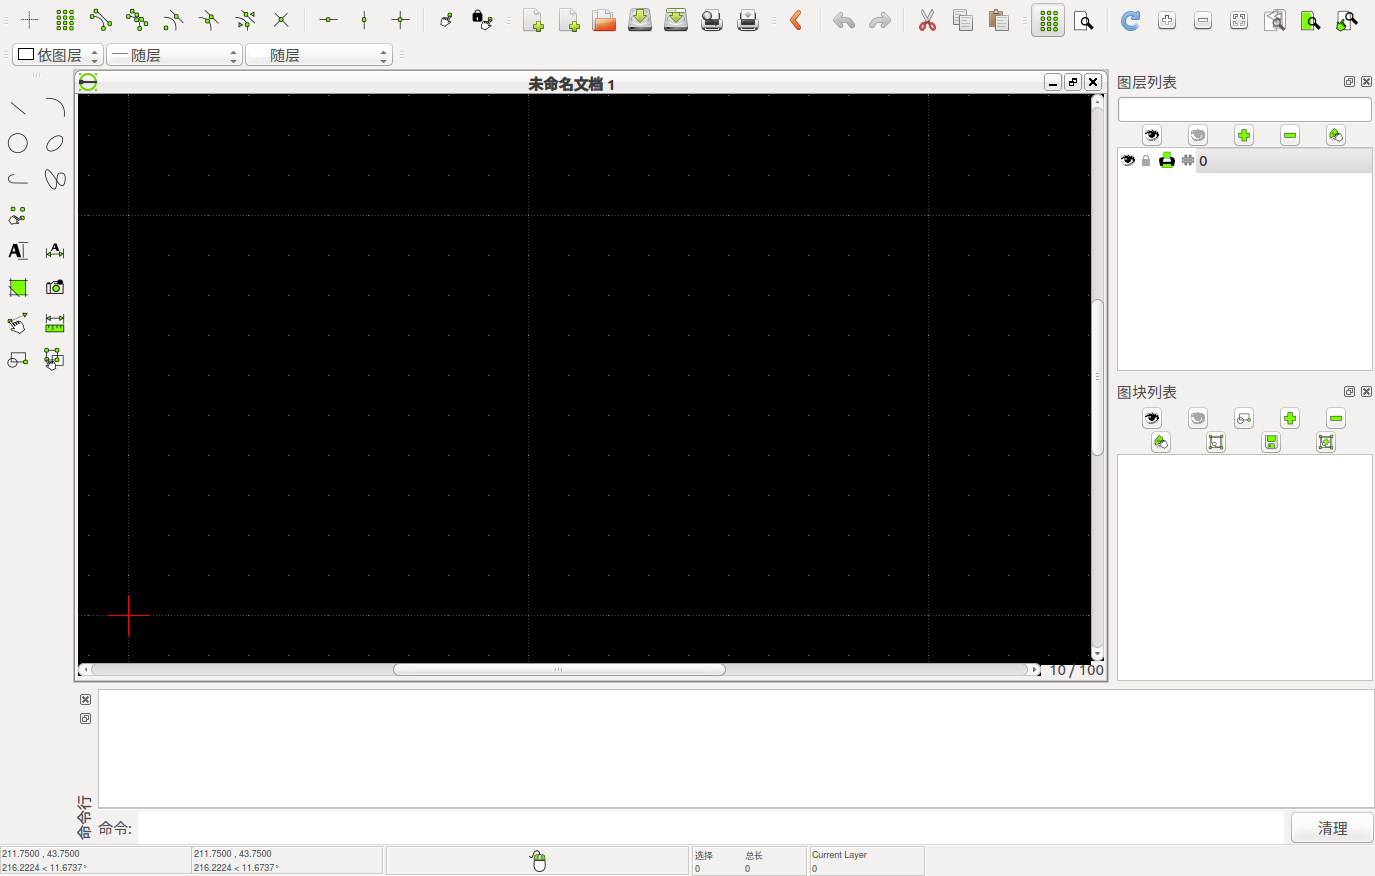 依图层
随层
随层
未命名文档 1
图层列表
0
图块列表
10 / 100
命令行
命令:
清理
211.7500 , 43.7500
216.2224 < 11.6737°
211.7500 , 43.7500
216.2224 < 11.6737°
选择
0
总长
0
Current Layer
0